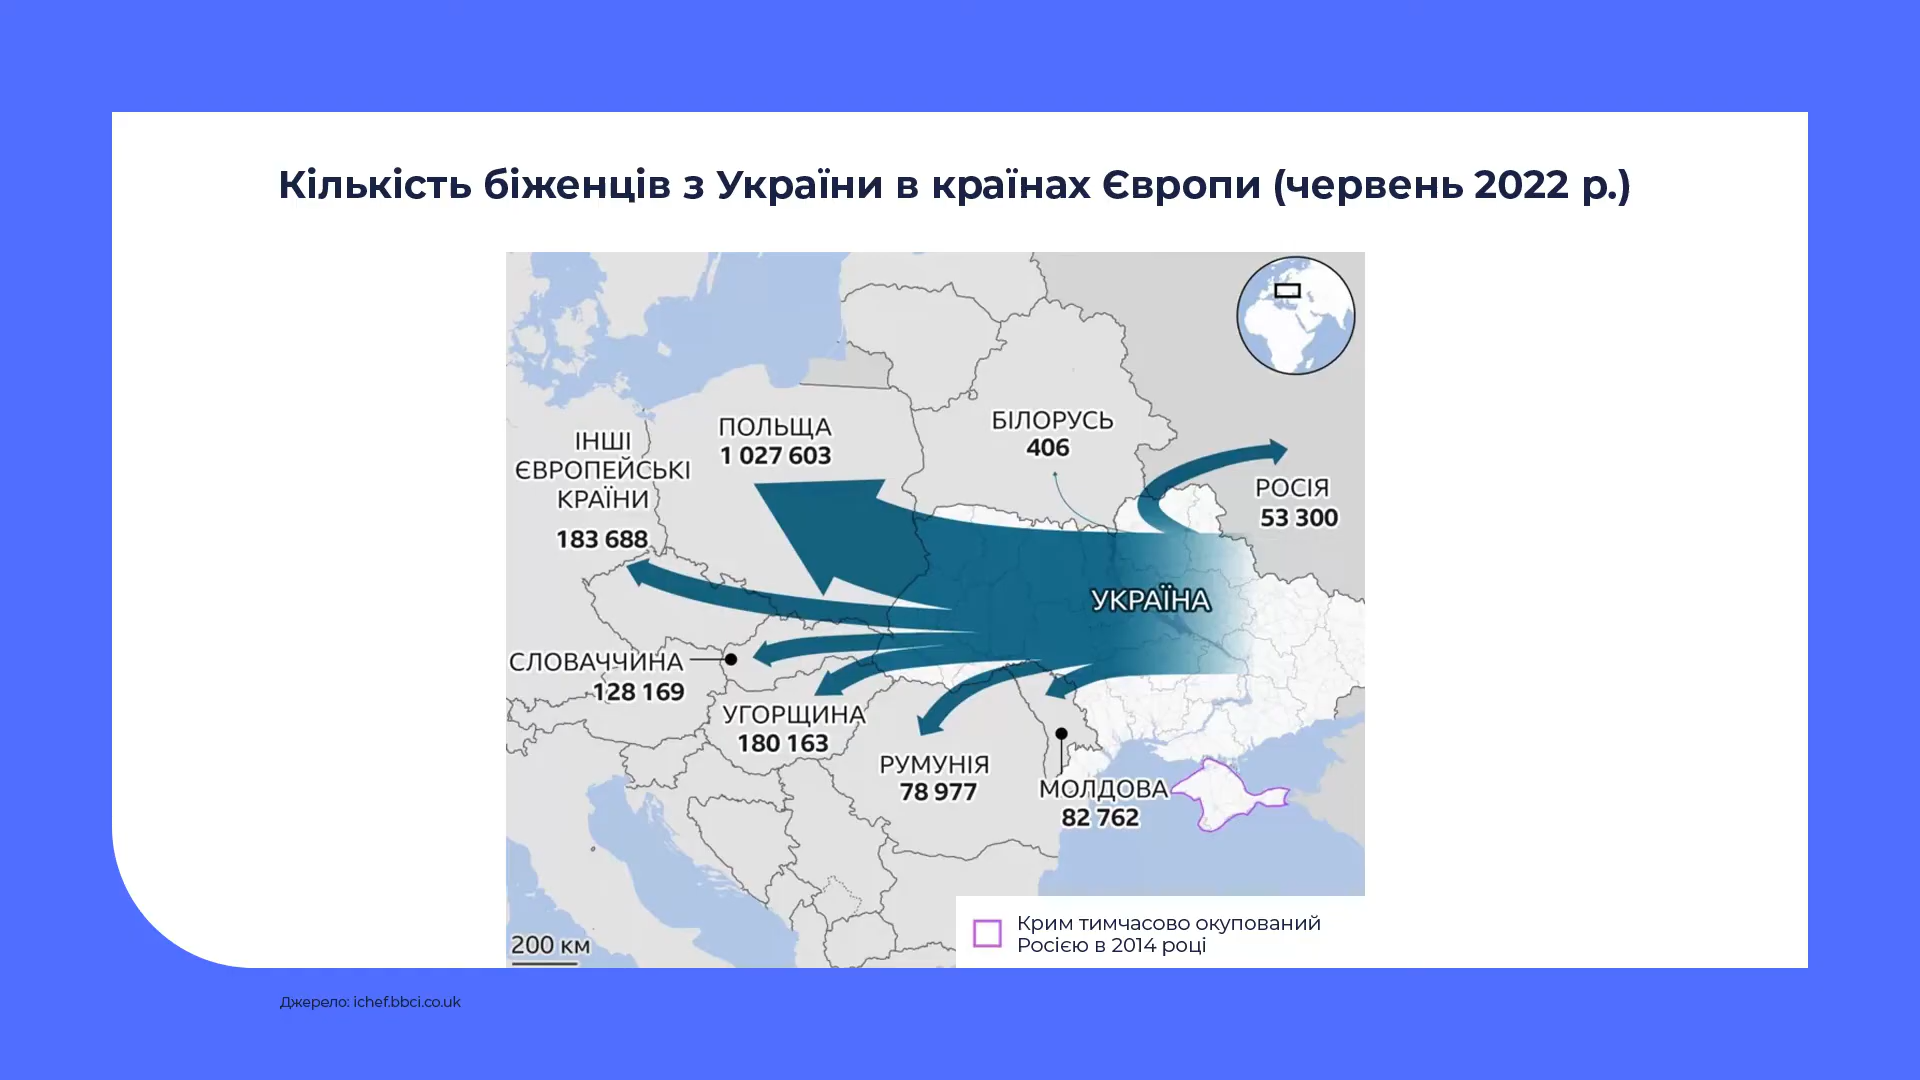 Кількість біженців з України в країнах Європи (червень 2022 р.)
ІНШІ
ЄВРОПЕЙСЬКІ
КРАЇНИ
183 688
ПОЛЬЩА
1 027 603
БІЛОРУСЬ
406
РОСІЯ
53 300
УКРАЇНА
СЛОВАЧЧИНА
128 169
УГОРЩИНА
180 163
РУМУНІЯ
78 977
МОЛДОВА
82 762
200 км
Крим тимчасово окупований
Росією в 2014 році
Джерело: ichef.bbci.co.uk